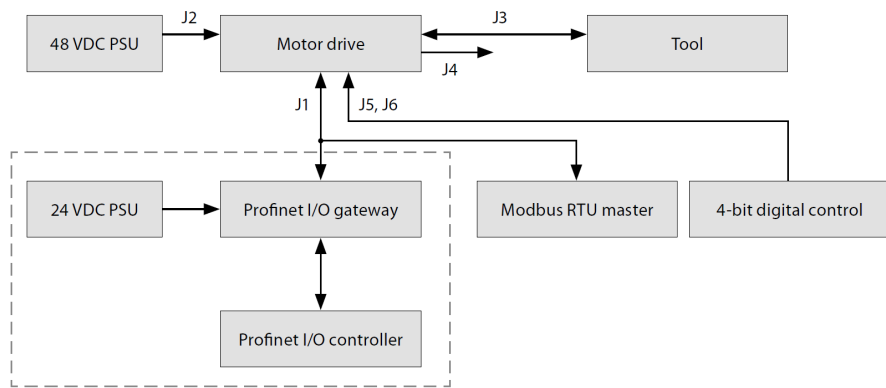 J2
J3
48 VDC PSU
Motor drive
Tool
J4
J1
J5, J6
24 VDC PSU
Profinet I/O gateway
Modbus RTU master
4-bit digital control
Profinet I/O controller